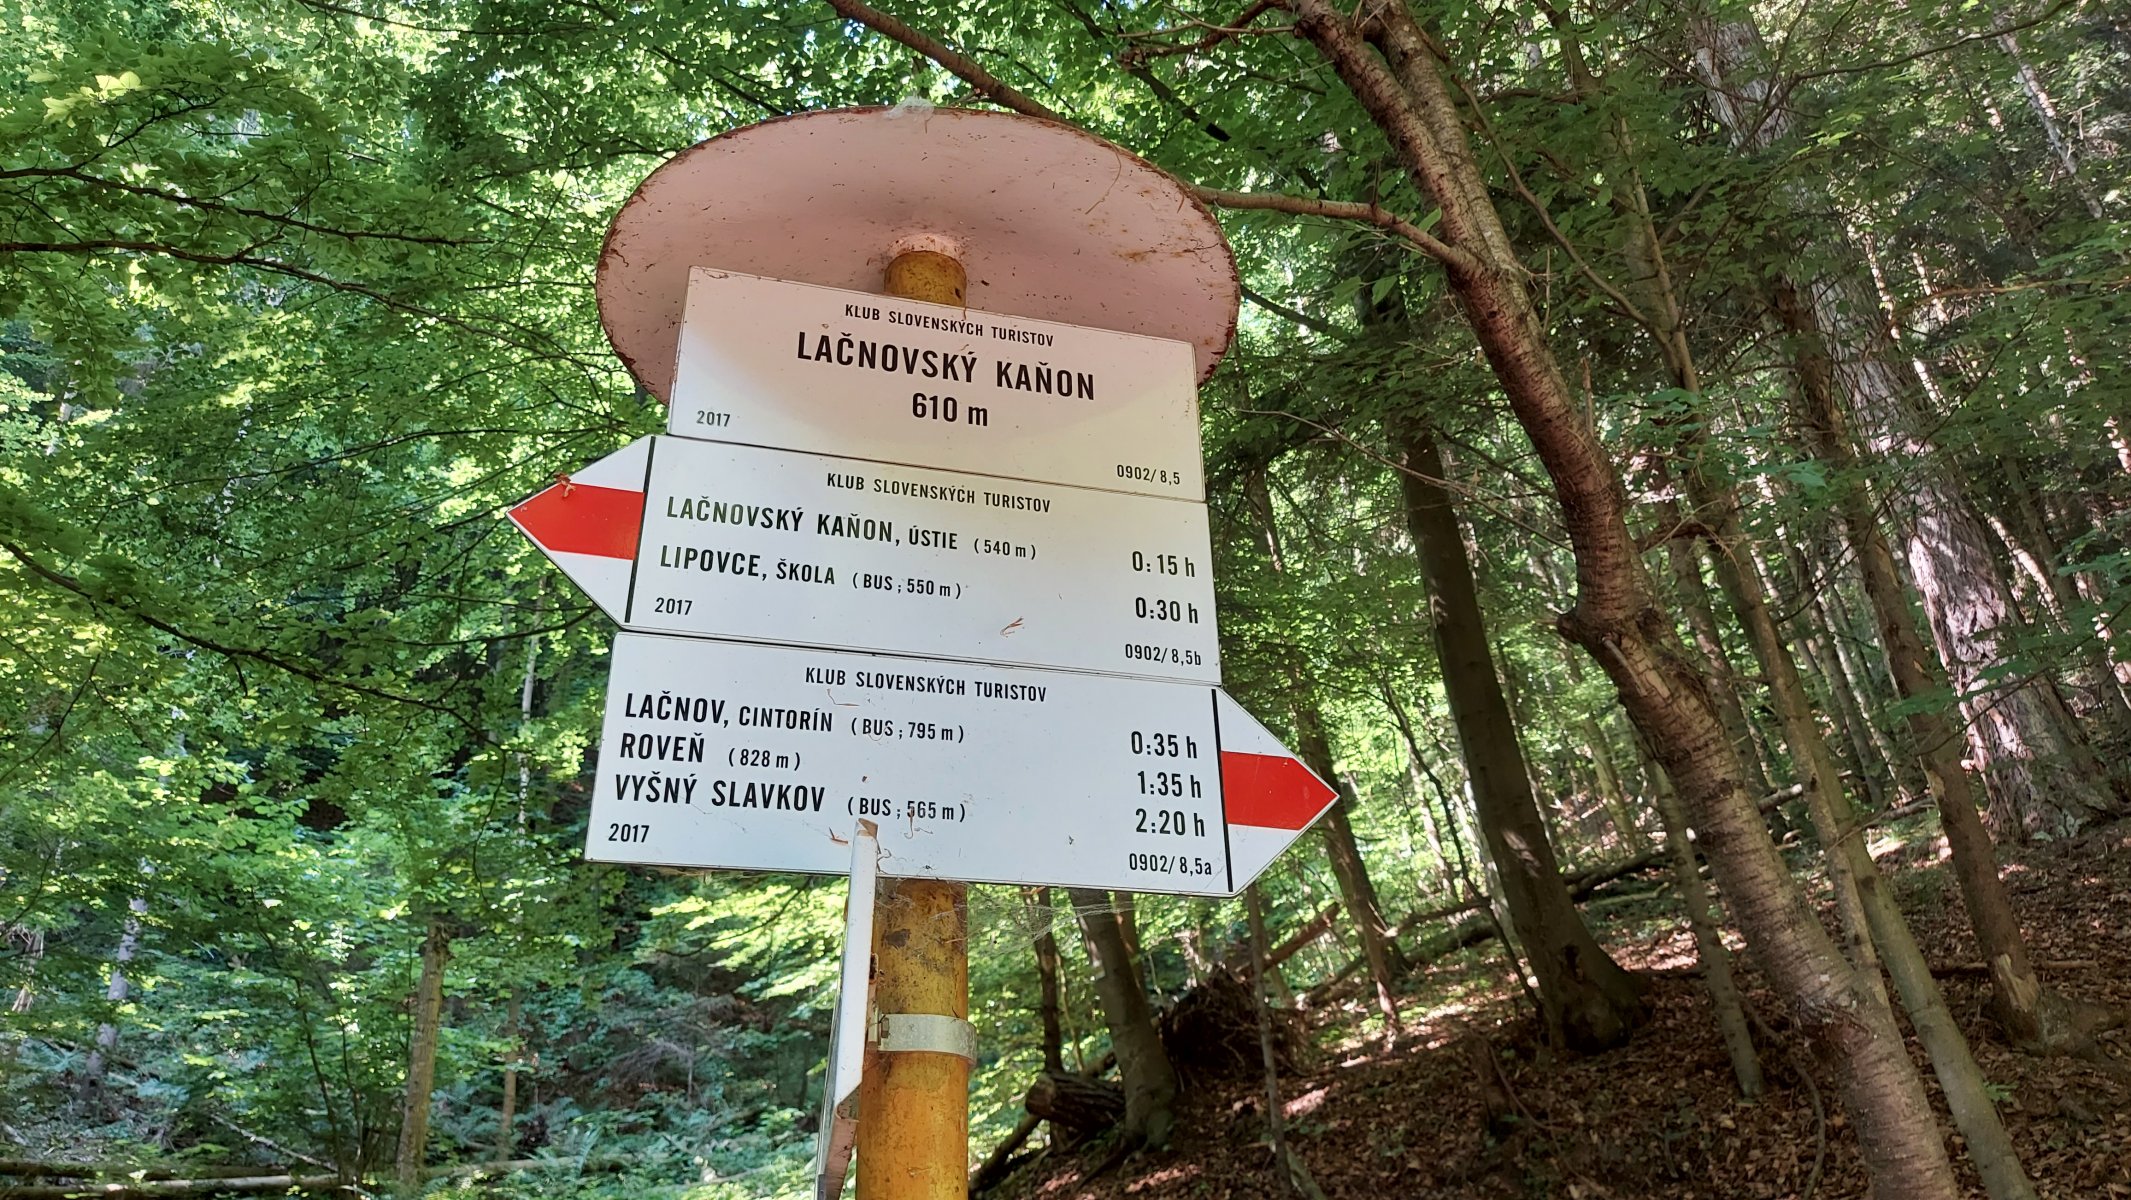 KLUB SLOVENSKÝCH TURISTOV
LAČNOVSKÝ KAŇON
610 m
2017
0902/8,5
KLUB SLOVENSKÝCH TURISTOV
LAČNOVSKÝ KAŇON, ÚSTIE (540 m) 0:15 h
LIPOVCE, ŠKOLA (BUS; 550 m) 0:30 h
2017 0902/8,5b
KLUB SLOVENSKÝCH TURISTOV
LAČNOV, CINTORÍN (BUS; 795 m) 0:35 h
ROVEŇ (828 m) 1:35 h
VYŠNÝ SLAVKOV (BUS; 565 m) 2:20 h
2017 0902/8,5a